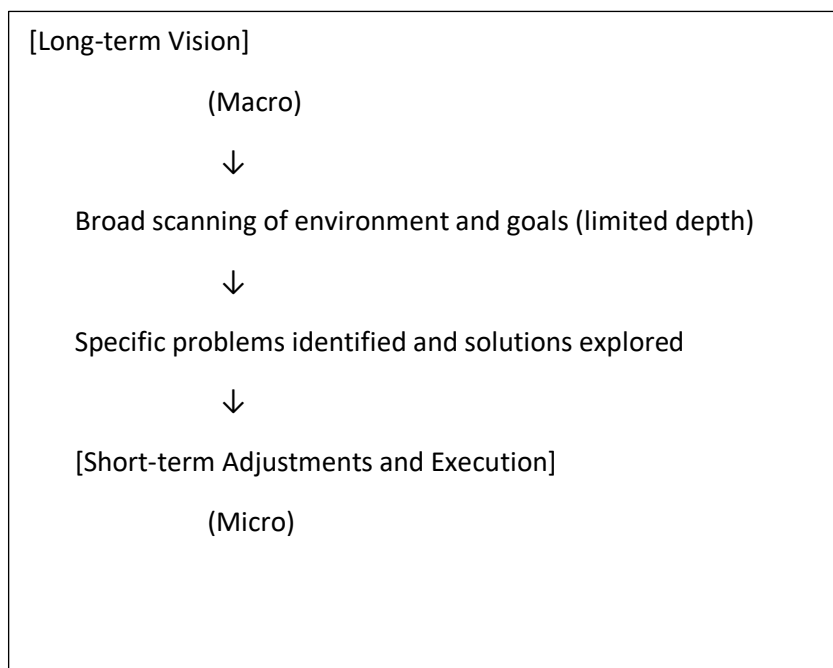 [Long-term Vision]
(Macro)
↓
Broad scanning of environment and goals (limited depth)
↓
Specific problems identified and solutions explored
↓
[Short-term Adjustments and Execution]
(Micro)